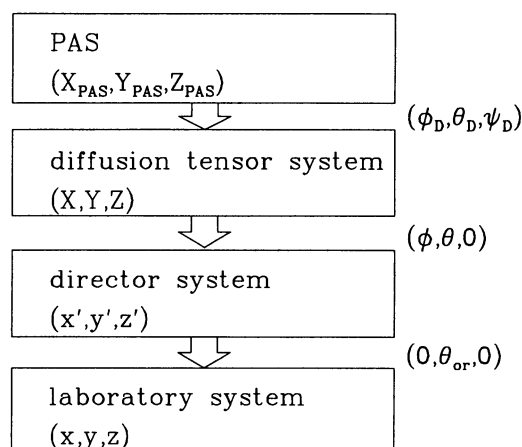 PAS
(X_PAS,Y_PAS,Z_PAS)
(ϕ_D,θ_D,ψ_D)
diffusion tensor system
(X,Y,Z)
(ϕ,θ,0)
director system
(x',y',z')
(0,θ_or,0)
laboratory system
(x,y,z)